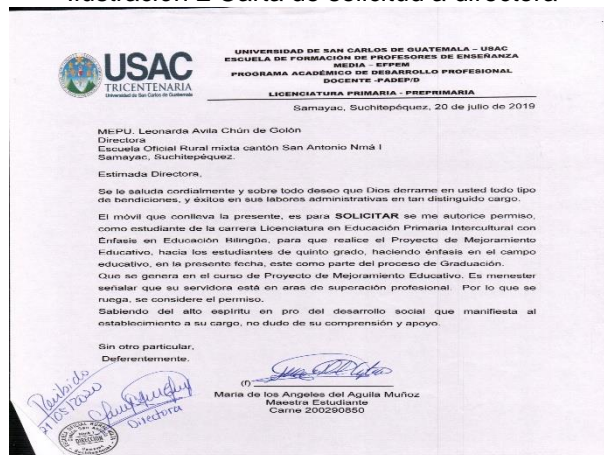 Ilustración 2 Carta de solicitud a directora
USAC
TRICENTENARIA
Universidad de San Carlos de Guatemala
UNIVERSIDAD DE SAN CARLOS DE GUATEMALA – USAC
ESCUELA DE FORMACIÓN DE PROFESORES DE ENSEÑANZA
MEDIA – EFPEM
PROGRAMA ACADÉMICO DE DESARROLLO PROFESIONAL
DOCENTE -PADEP/D
LICENCIATURA PRIMARIA - PREPRIMARIA
Samayac, Suchitepéquez, 20 de julio de 2019
MEPU. Leonarda Avila Chún de Golón
Directora
Escuela Oficial Rural mixta cantón San Antonio Nmá I
Samayac, Suchitepéquez.
Estimada Directora,
Se le saluda cordialmente y sobre todo deseo que Dios derrame en usted todo tipo
de bendiciones, y éxitos en sus labores administrativas en tan distinguido cargo.
El móvil que conlleva la presente, es para SOLICITAR se me autorice permiso,
como estudiante de la carrera Licenciatura en Educación Primaria Intercultural con
Énfasis en Educación Bilingüe, para que realice el Proyecto de Mejoramiento
Educativo, hacia los estudiantes de quinto grado, haciendo énfasis en el campo
educativo, en la presente fecha, este como parte del proceso de Graduación.
Que se genera en el curso de Proyecto de Mejoramiento Educativo. Es menester
señalar que su servidora está en aras de superación profesional. Por lo que se
ruega, se considere el permiso.
Sabiendo del alto espíritu en pro del desarrollo social que manifiesta al
establecimiento a su cargo, no dudo de su comprensión y apoyo.
Sin otro particular,
Deferentemente.
(f)
María de los Angeles del Aguila Muñoz
Maestra Estudiante
Carne 200290850
Recibido
21/05/2020
Directora
DIRECCION